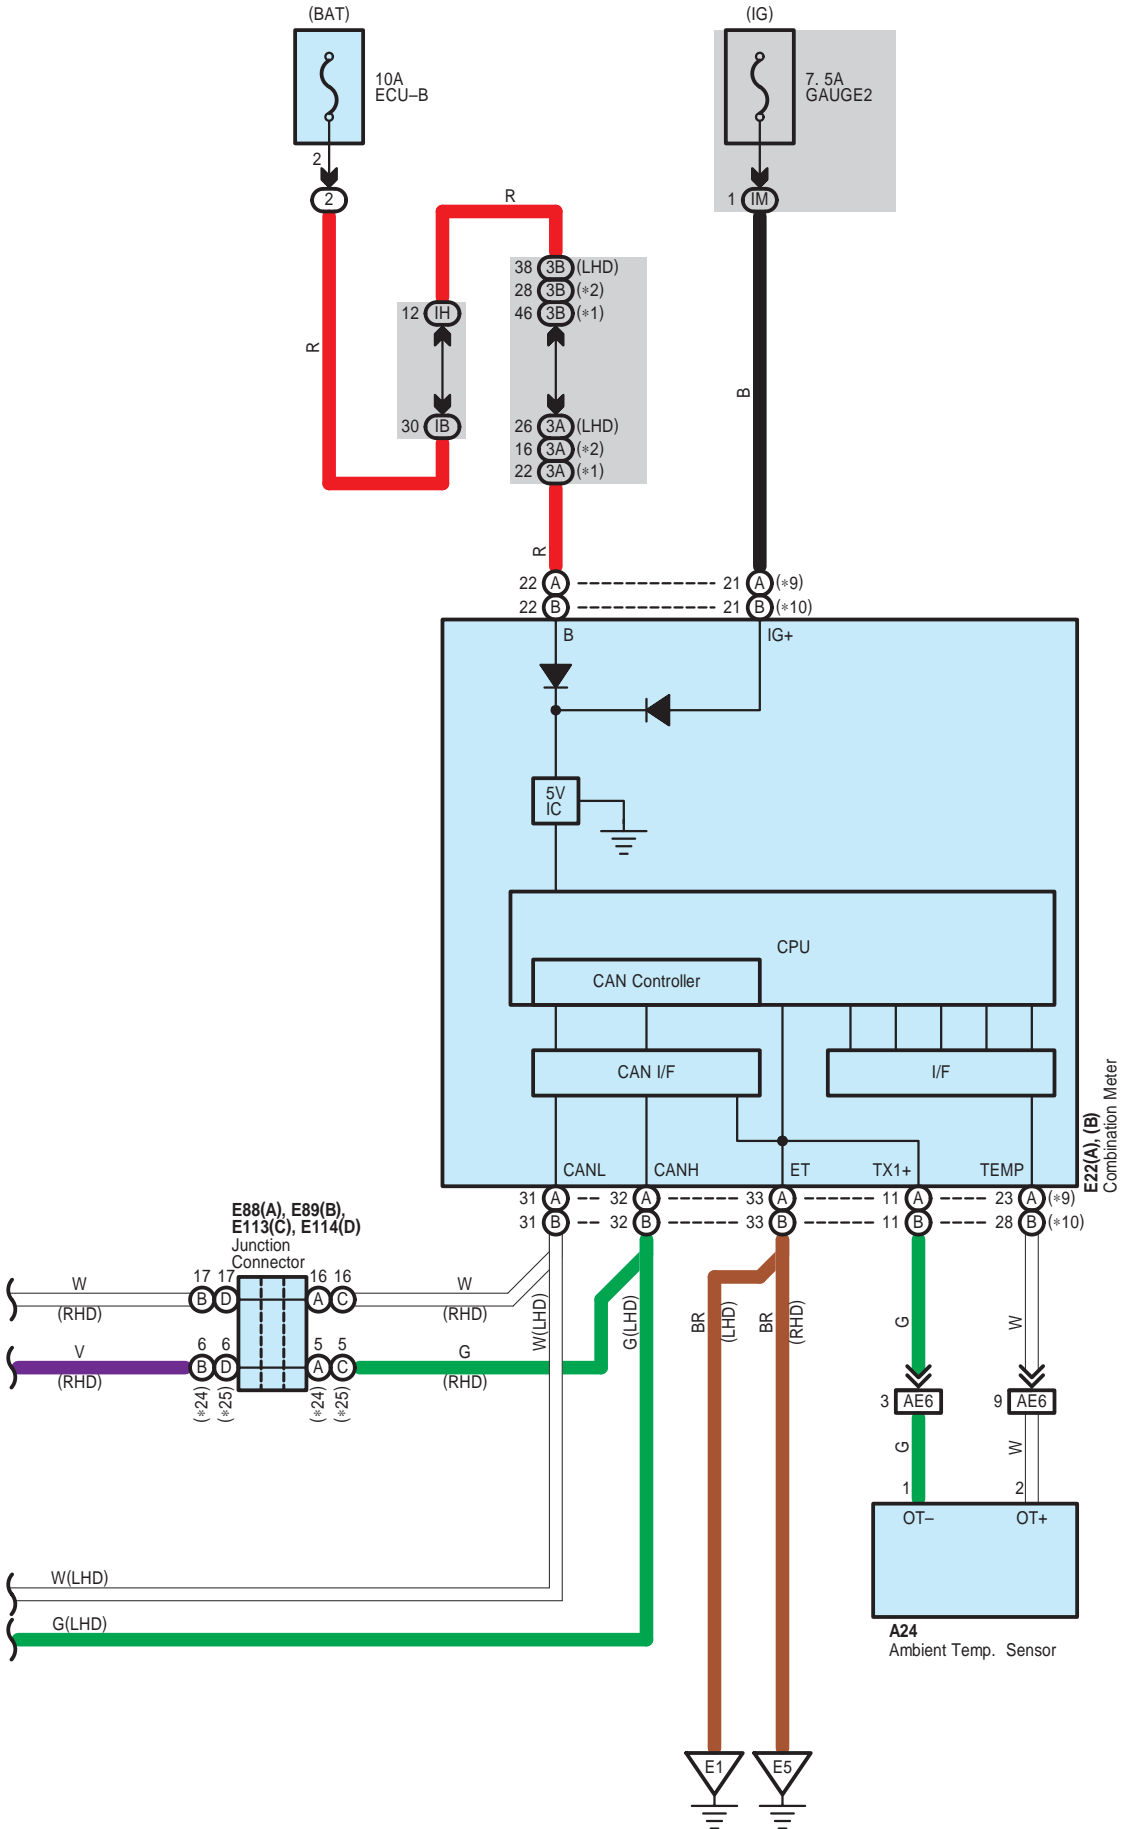 (BAT)
(IG)
10A
ECU–B
7. 5A
GAUGE2
2
2
1 IM
R
38 3B (LHD)
28 3B (∗2)
12 IH
46 3B (∗1)
R
B
30 IB
26 3A (LHD)
16 3A (∗2)
22 3A (∗1)
R
22 A 21 A (∗9)
22 B 21 B (∗10)
B
IG+
5V
IC
CPU
CAN Controller
CAN I/F
I/F
CANL CANH ET TX1+ TEMP
E22(A), (B)
Combination Meter
31 A 32 A 33 A 11 A 23 A (∗9)
31 B 32 B 33 B 11 B 28 B (∗10)
E88(A), E89(B),
E113(C), E114(D)
Junction
Connector
W
17 17
16 16
W
B D
A C
(RHD)
(RHD)
W(LHD)
G(LHD)
BR
(LHD)
BR
(RHD)
G
W
V
6 6
5 5
G
B D
A C
(RHD)
(RHD)
(∗24)
(∗25)
(∗24)
(∗25)
3 AE6
9 AE6
G
W
1
2
OT–
OT+
W(LHD)
G(LHD)
A24
Ambient Temp. Sensor
E1
E5